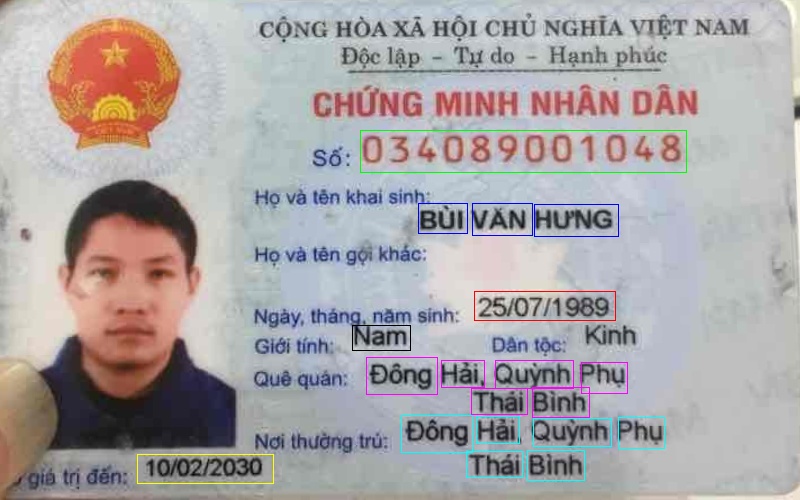 CỘNG HÒA XÃ HỘI CHỦ NGHĨA VIỆT NAM
Độc lập - Tự do - Hạnh phúc
CHỨNG MINH NHÂN DÂN
Số: 034089001048
Họ và tên khai sinh:
BÙI VĂN HƯNG
Họ và tên gọi khác:
Ngày, tháng, năm sinh: 25/07/1989
Giới tính: Nam Dân tộc: Kinh
Quê quán: Đông Hải, Quỳnh Phụ
Thái Bình
Nơi thường trú: Đông Hải, Quỳnh Phụ
Thái Bình
giá trị đến: 10/02/2030